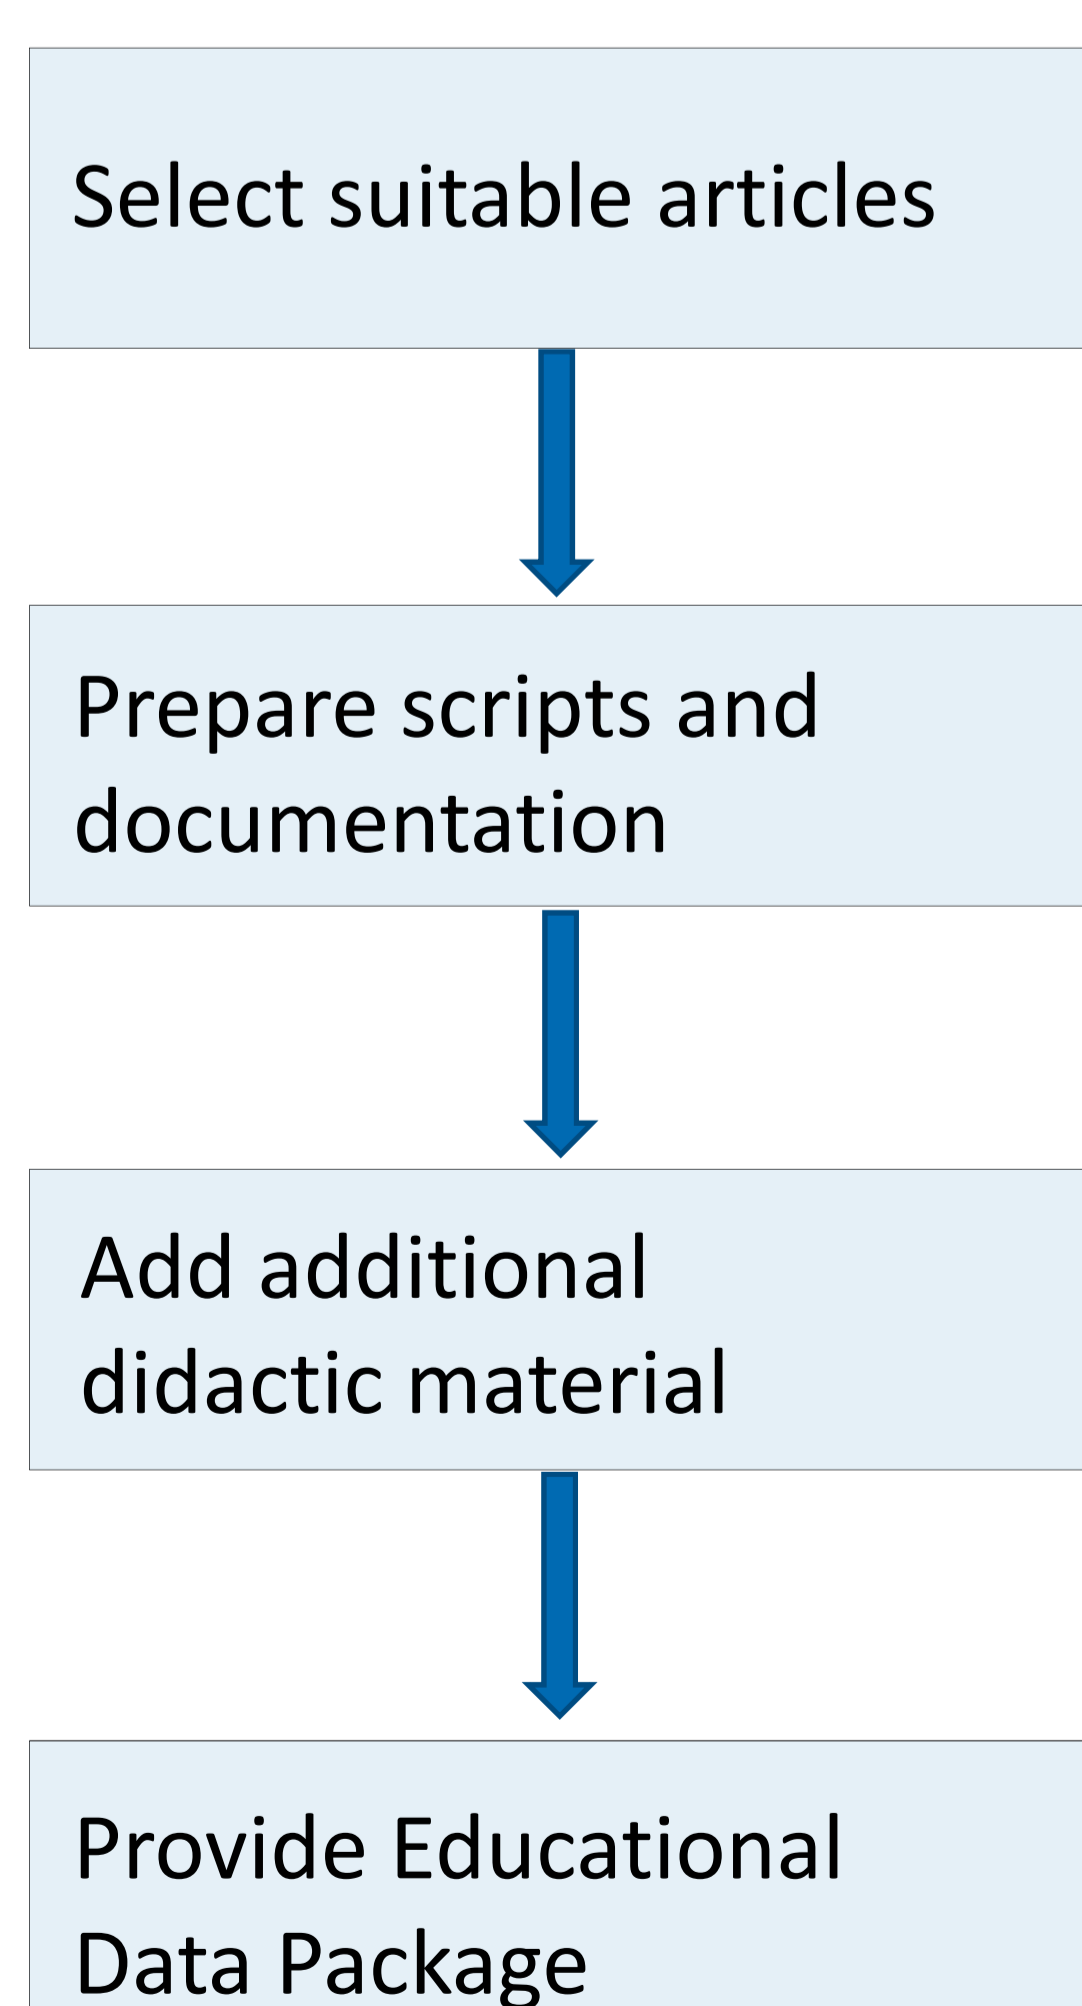 Select suitable articles
Prepare scripts and
documentation
Add additional
didactic material
Provide Educational
Data Package